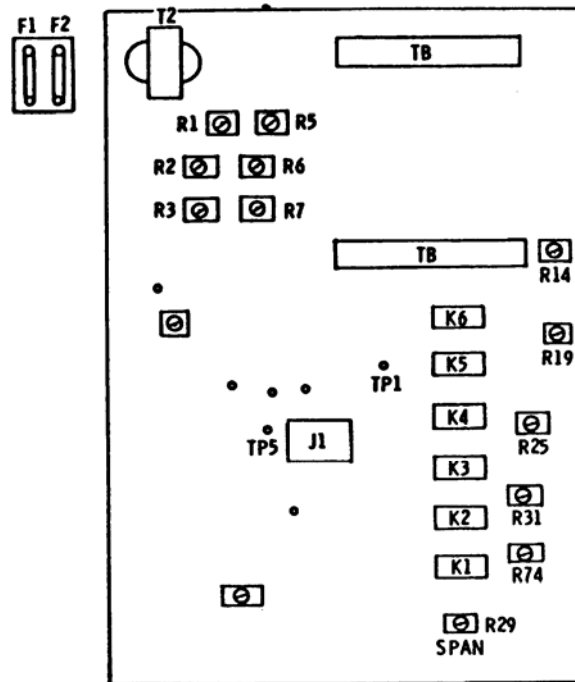 F1 F2
T2
TB
R1 R5
R2 R6
R3 R7
TB
R14
K6
R19
K5
TP1
K4
R25
TP5
J1
K3
K2
R31
K1
R74
R29
SPAN